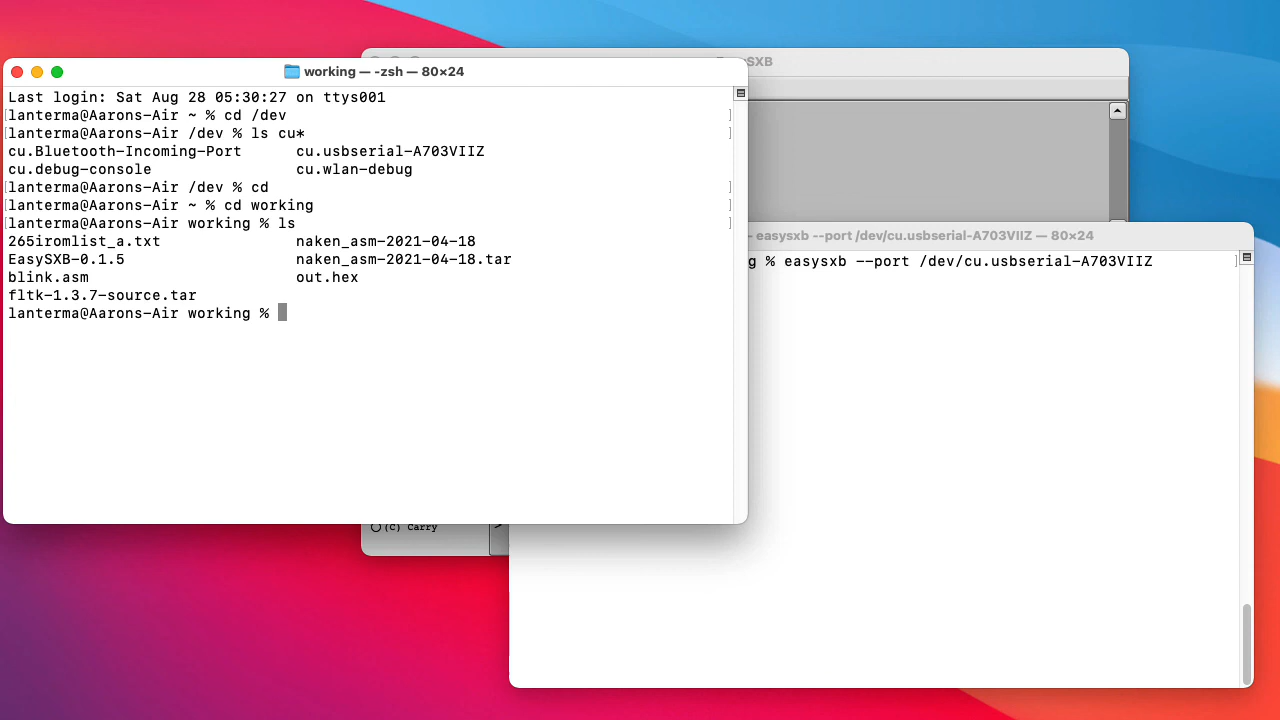 SXB
working — -zsh — 80×24
Last login: Sat Aug 28 05:30:27 on ttys001
[lanterma@Aarons-Air ~ % cd /dev ]
[lanterma@Aarons-Air /dev % ls cu* ]
cu.Bluetooth-Incoming-Port cu.usbserial-A703VIIZ
cu.debug-console cu.wlan-debug
[lanterma@Aarons-Air /dev % cd ]
[lanterma@Aarons-Air ~ % cd working ]
[lanterma@Aarons-Air working % ls ]
265iromlist_a.txt naken_asm-2021-04-18
EasySXB-0.1.5 naken_asm-2021-04-18.tar
blink.asm out.hex
fltk-1.3.7-source.tar
lanterma@Aarons-Air working %
- easysxb --port /dev/cu.usbserial-A703VIIZ — 80×24
g % easysxb --port /dev/cu.usbserial-A703VIIZ ]
(C) Carry
>